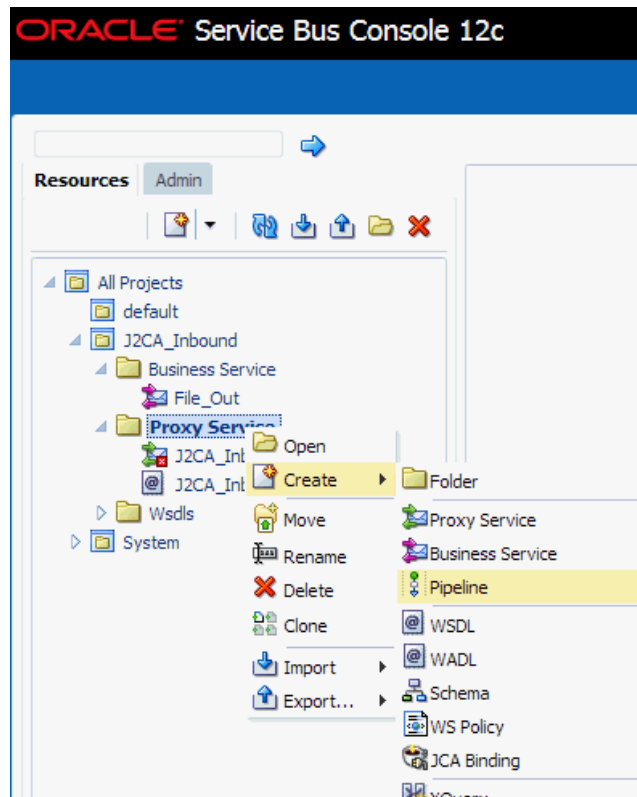 ORACLE Service Bus Console 12c
Resources Admin
All Projects
default
J2CA_Inbound
Business Service
File_Out
Proxy Service
J2CA_Inb
J2CA_Inb
Wsdls
System
Open
Create
Move
Rename
Delete
Clone
Import
Export...
Folder
Proxy Service
Business Service
Pipeline
WSDL
WADL
Schema
WS Policy
JCA Binding
XQuery